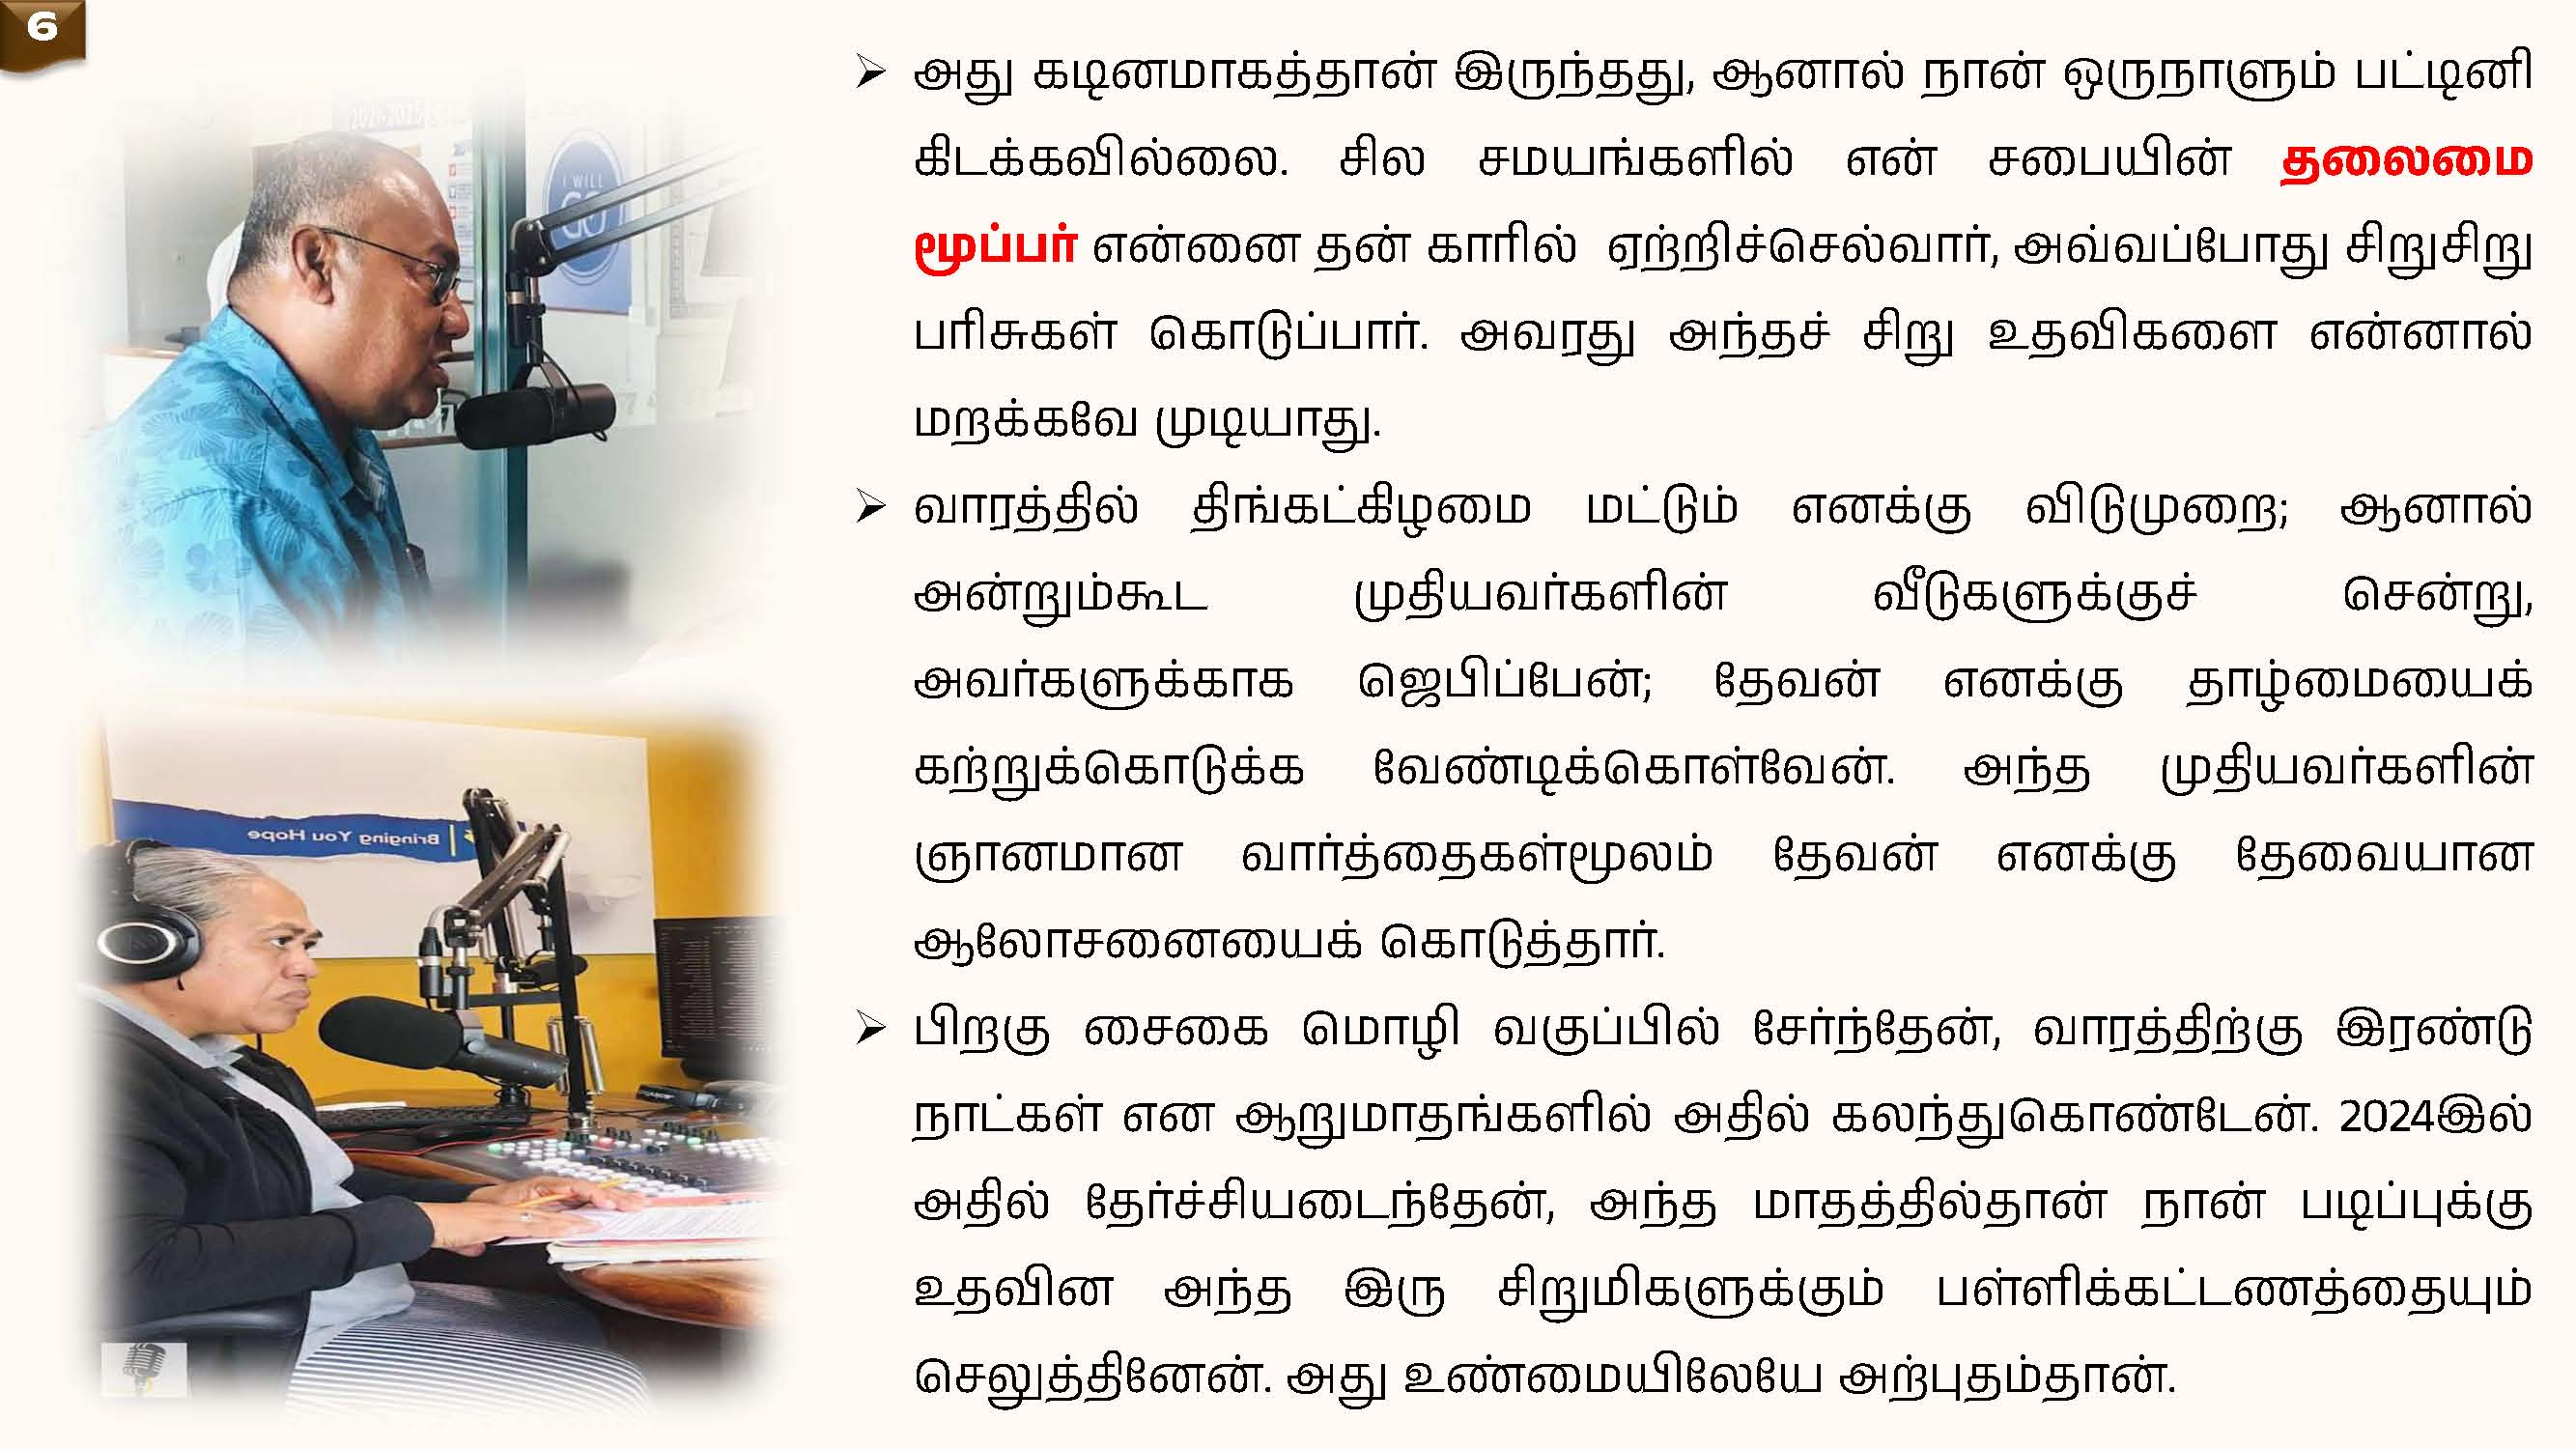 6
➢ அது கடினமாகத்தான் இருந்தது, ஆனால் நான் ஒருநாளும் பட்டினி
கிடக்கவில்லை. சில சமயங்களில் என் சபையின் தலைமை
மூப்பர் என்னை தன் காரில் ஏற்றிச்செல்வார், அவ்வப்போது சிறுசிறு
பரிசுகள் கொடுப்பார். அவரது அந்தச் சிறு உதவிகளை என்னால்
மறக்கவே முடியாது.
➢ வாரத்தில் திங்கட்கிழமை மட்டும் எனக்கு விடுமுறை; ஆனால்
அன்றும்கூட முதியவர்களின் வீடுகளுக்குச் சென்று,
அவர்களுக்காக ஜெபிப்பேன்; தேவன் எனக்கு தாழ்மையைக்
கற்றுக்கொடுக்க வேண்டிக்கொள்வேன். அந்த முதியவர்களின்
ஞானமான வார்த்தைகள்மூலம் தேவன் எனக்கு தேவையான
ஆலோசனையைக் கொடுத்தார்.
➢ பிறகு சைகை மொழி வகுப்பில் சேர்ந்தேன், வாரத்திற்கு இரண்டு
நாட்கள் என ஆறுமாதங்களில் அதில் கலந்துகொண்டேன். 2024இல்
அதில் தேர்ச்சியடைந்தேன், அந்த மாதத்தில்தான் நான் படிப்புக்கு
உதவின அந்த இரு சிறுமிகளுக்கும் பள்ளிக்கட்டணத்தையும்
செலுத்தினேன். அது உண்மையிலேயே அற்புதம்தான்.
I WILL
GO
Bringing You Hope